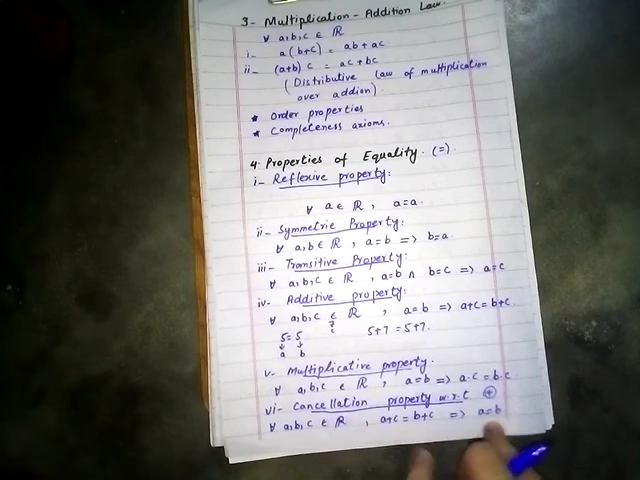 3- Multiplication - Addition Law.
∀ a,b,c ∈ ℝ
i- a(b+c) = ab + ac
ii- (a+b) c = ac + bc
(Distributive law of multiplication
over addion)
* Order properties
* Completeness axioms.
4. Properties of Equality. (=)
i- Reflexive property:
∀ a ∈ ℝ, a=a.
ii- Symmetric Property:
∀ a,b ∈ ℝ, a=b => b=a.
iii- Transitive Property:
∀ a,b,c ∈ ℝ, a=b ∧ b=c => a=c
iv- Additive property:
∀ a,b,c ∈ ℝ, a=b => a+c = b+c.
5=5 7 5+7 = 5+7.
↓ ↓ c
a b
v- Multiplicative property.
∀ a,b,c ∈ ℝ, a=b => a.c = b.c
vi- Cancellation property w.r.t ⊕
∀ a,b,c ∈ ℝ, a+c = b+c => a=b